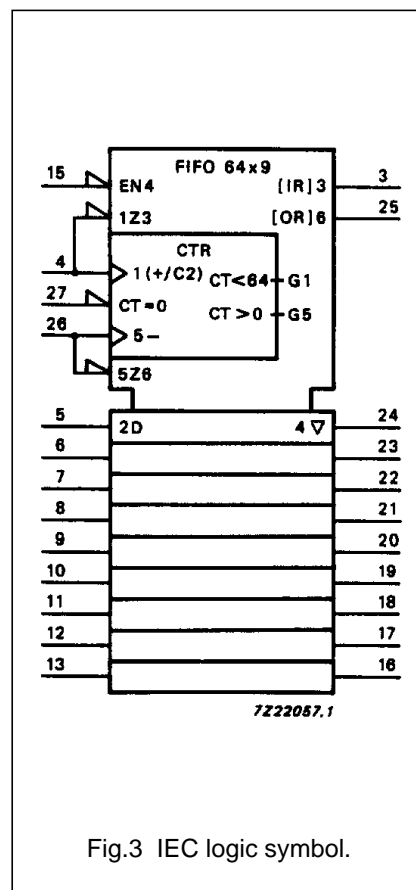 FIFO 64x9
15 EN4 [IR] 3 3
1Z3 [OR] 6 25
CTR
4 1 (+/C2) CT<64 G1
27 CT=0 CT>0 G5
26 5–
5Z6
5 2D 4 ▽ 24
6 23
7 22
8 21
9 20
10 19
11 18
12 17
13 16
7Z22057.1
Fig.3 IEC logic symbol.